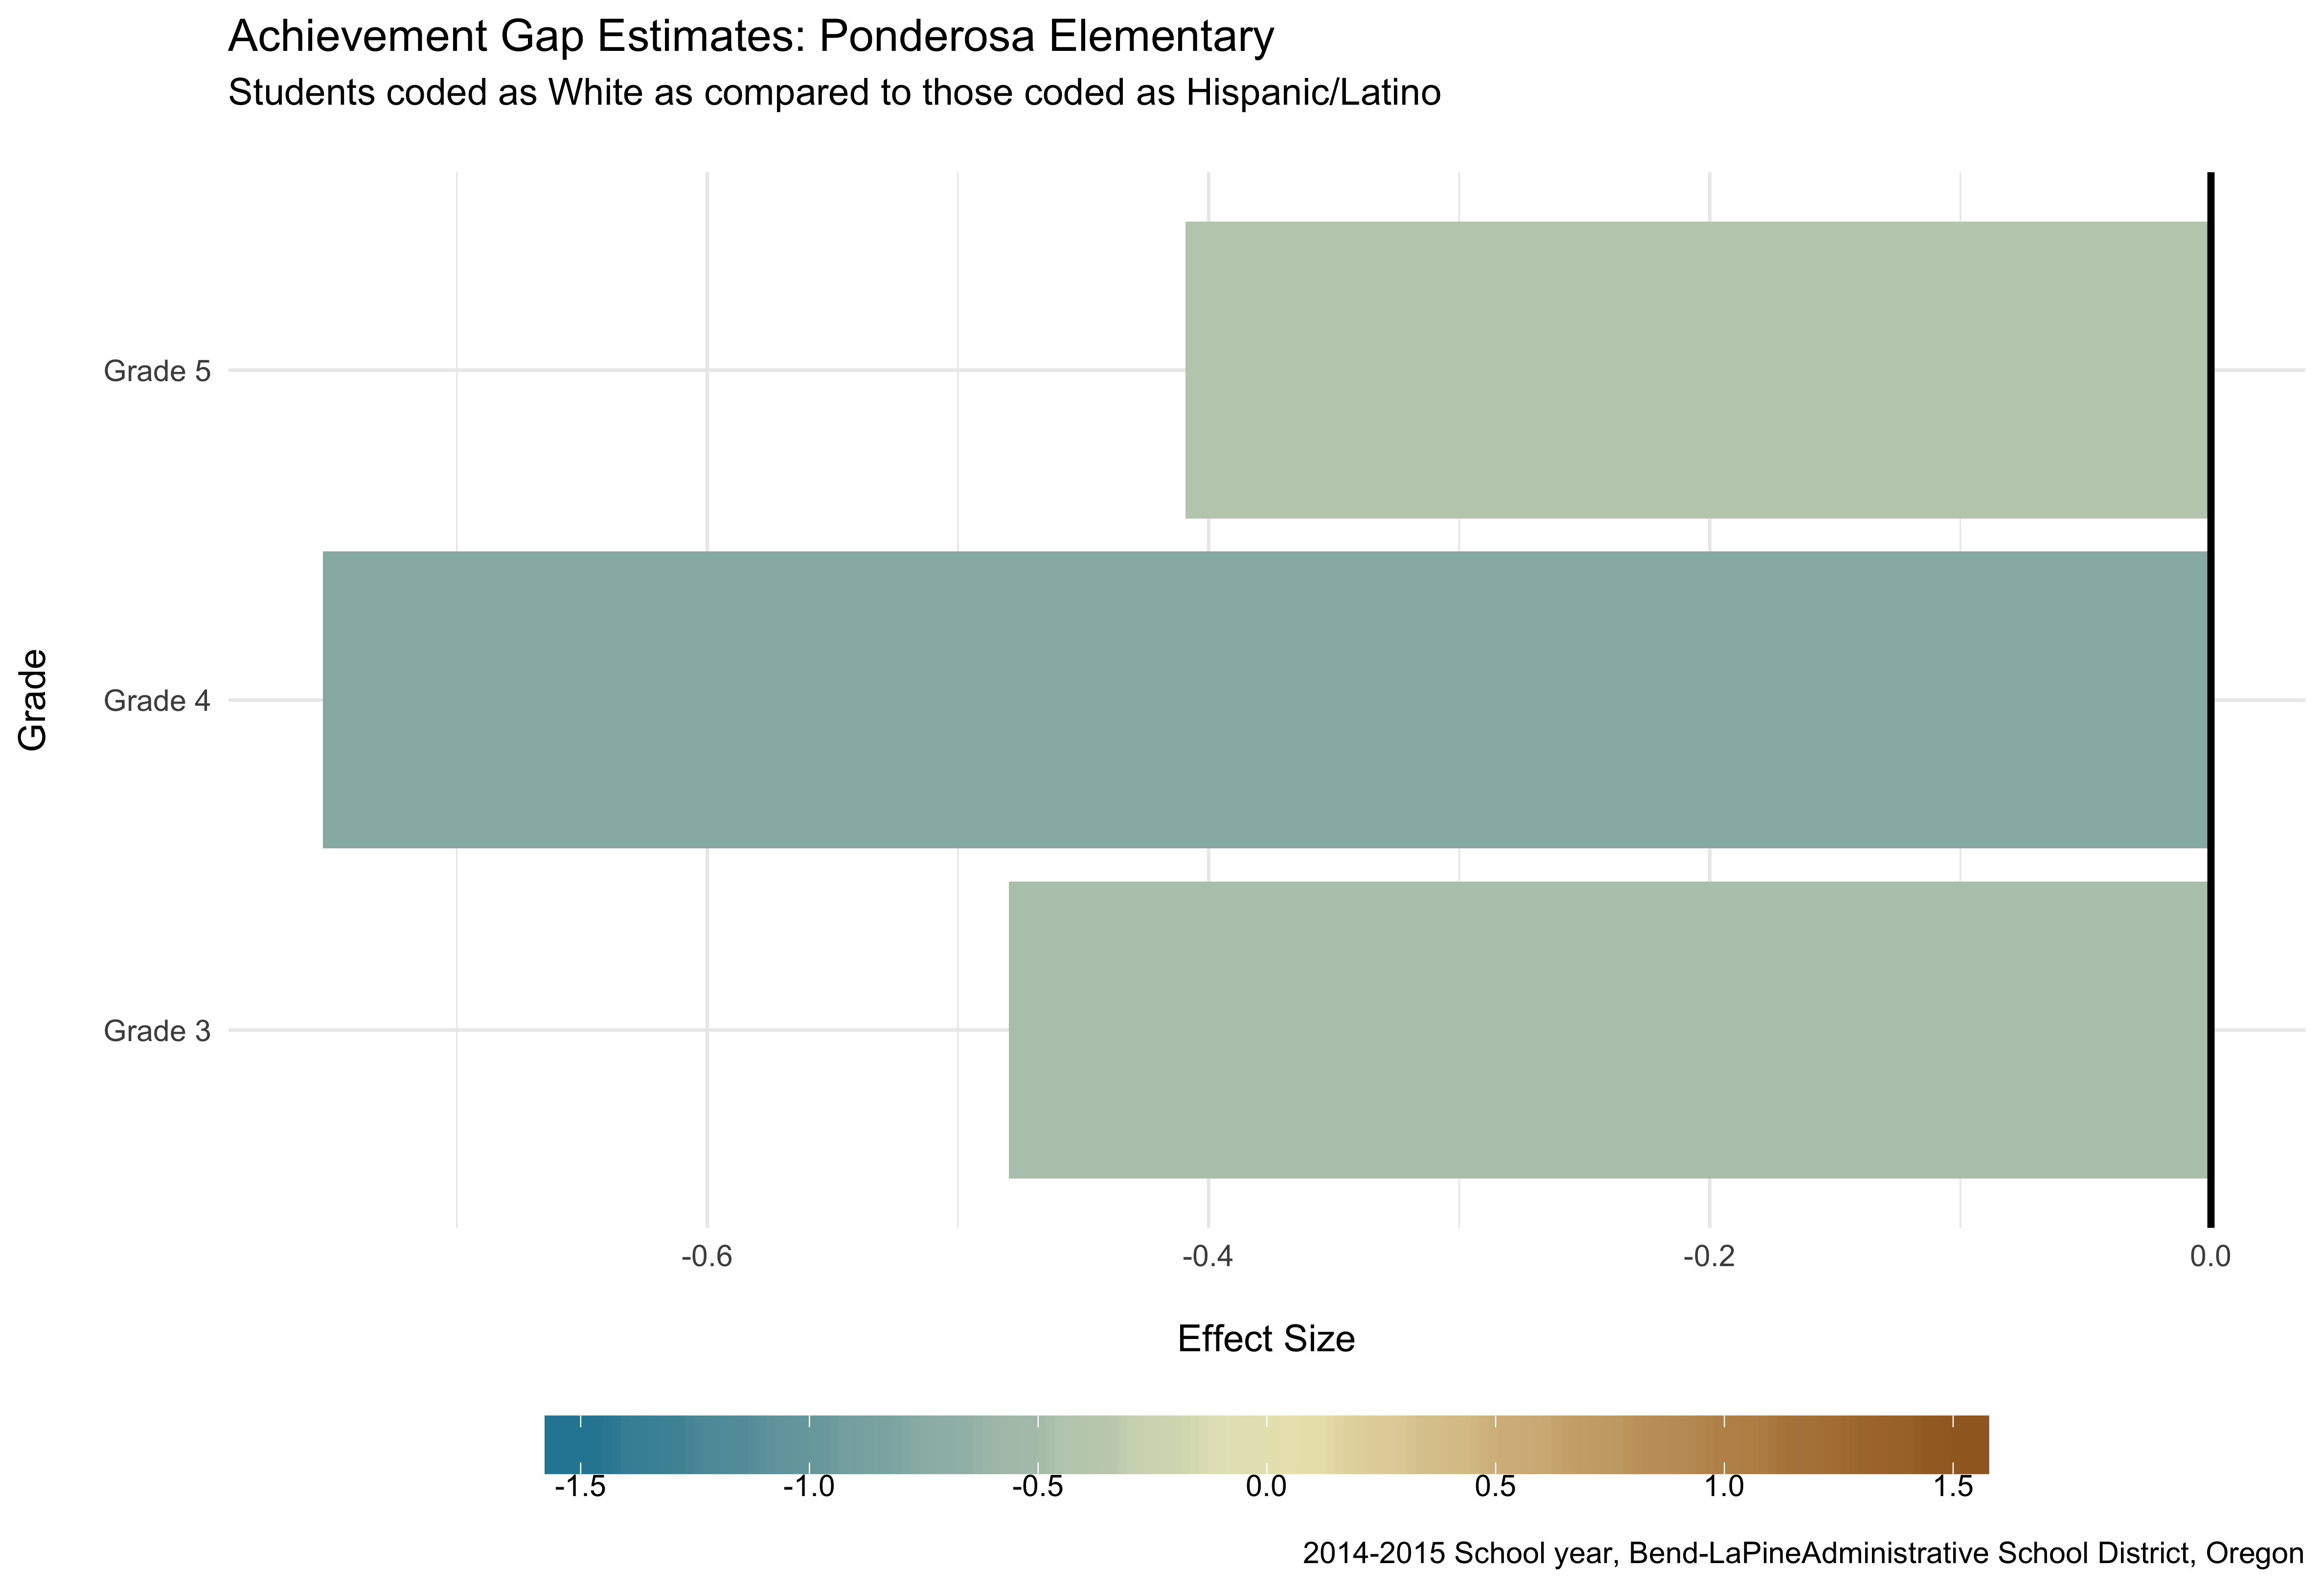 Achievement Gap Estimates: Ponderosa Elementary
Students coded as White as compared to those coded as Hispanic/Latino
Grade
Grade 5
Grade 4
Grade 3
-0.6 -0.4 -0.2 0.0
Effect Size
-1.5 -1.0 -0.5 0.0 0.5 1.0 1.5
2014-2015 School year, Bend-LaPineAdministrative School District, Oregon